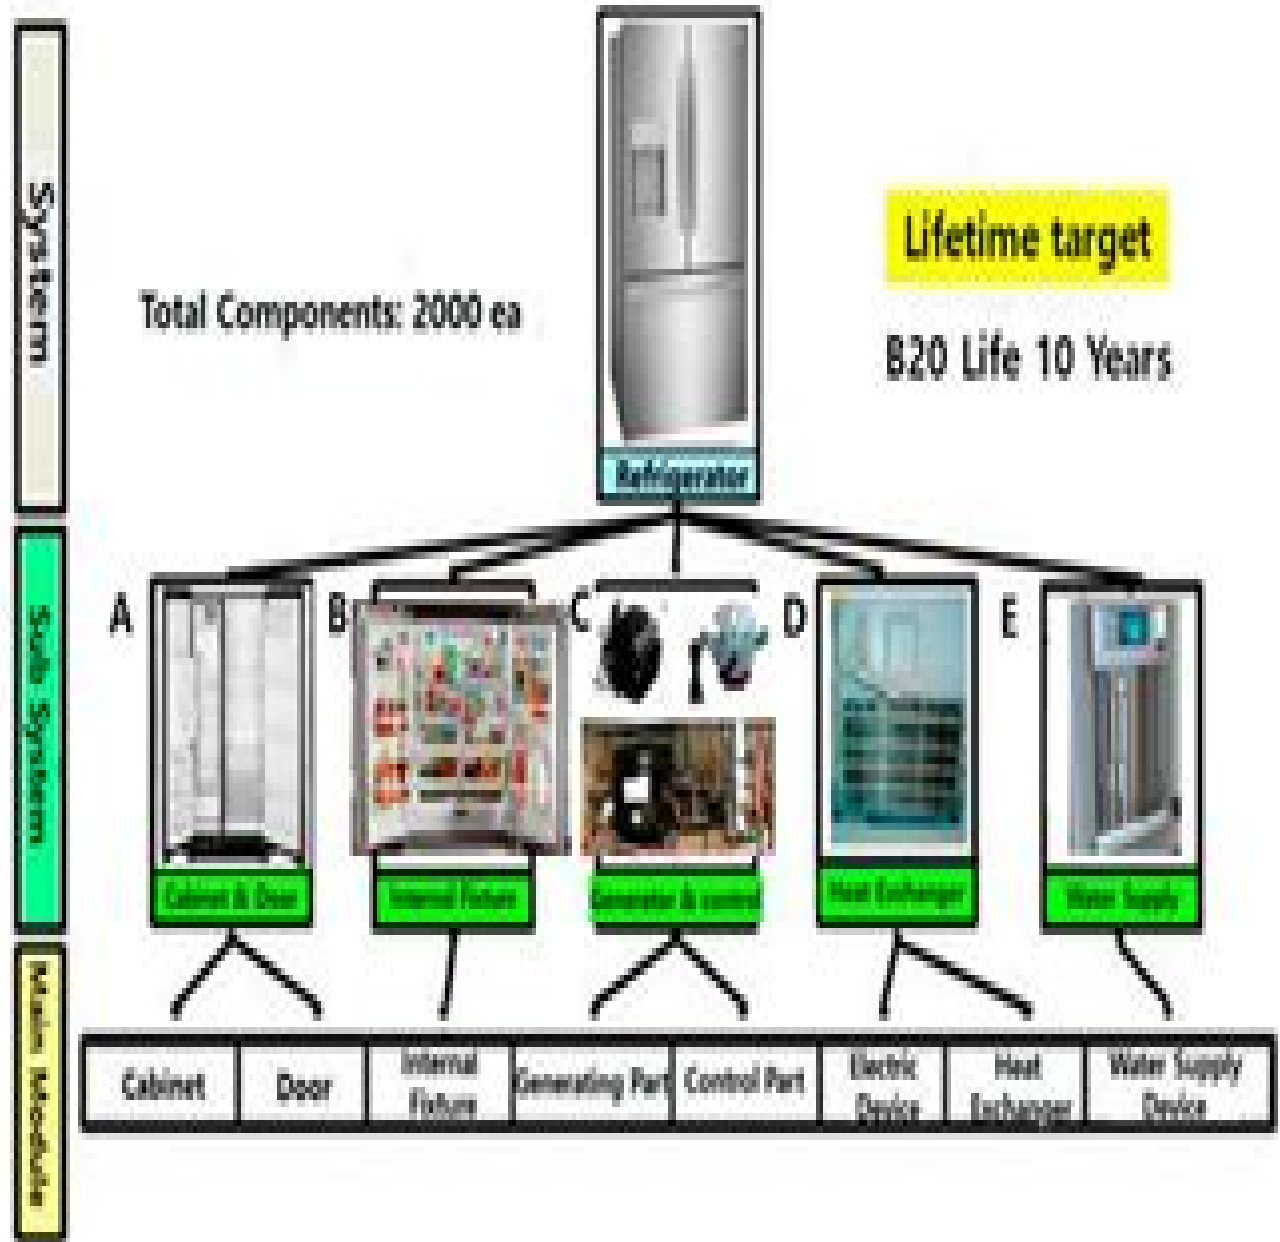 System
Total Components: 2000 ea
Lifetime target
B20 Life 10 Years
Refrigerator
Sub System
A
B
C
D
E
Cabinet & Door
Internal Fixture
Generator & control
Heat Exchanger
Water Supply
Main Module
Cabinet
Door
Internal
Fixture
Generating Part
Control Part
Electric
Device
Heat
Exchanger
Water Supply
Device